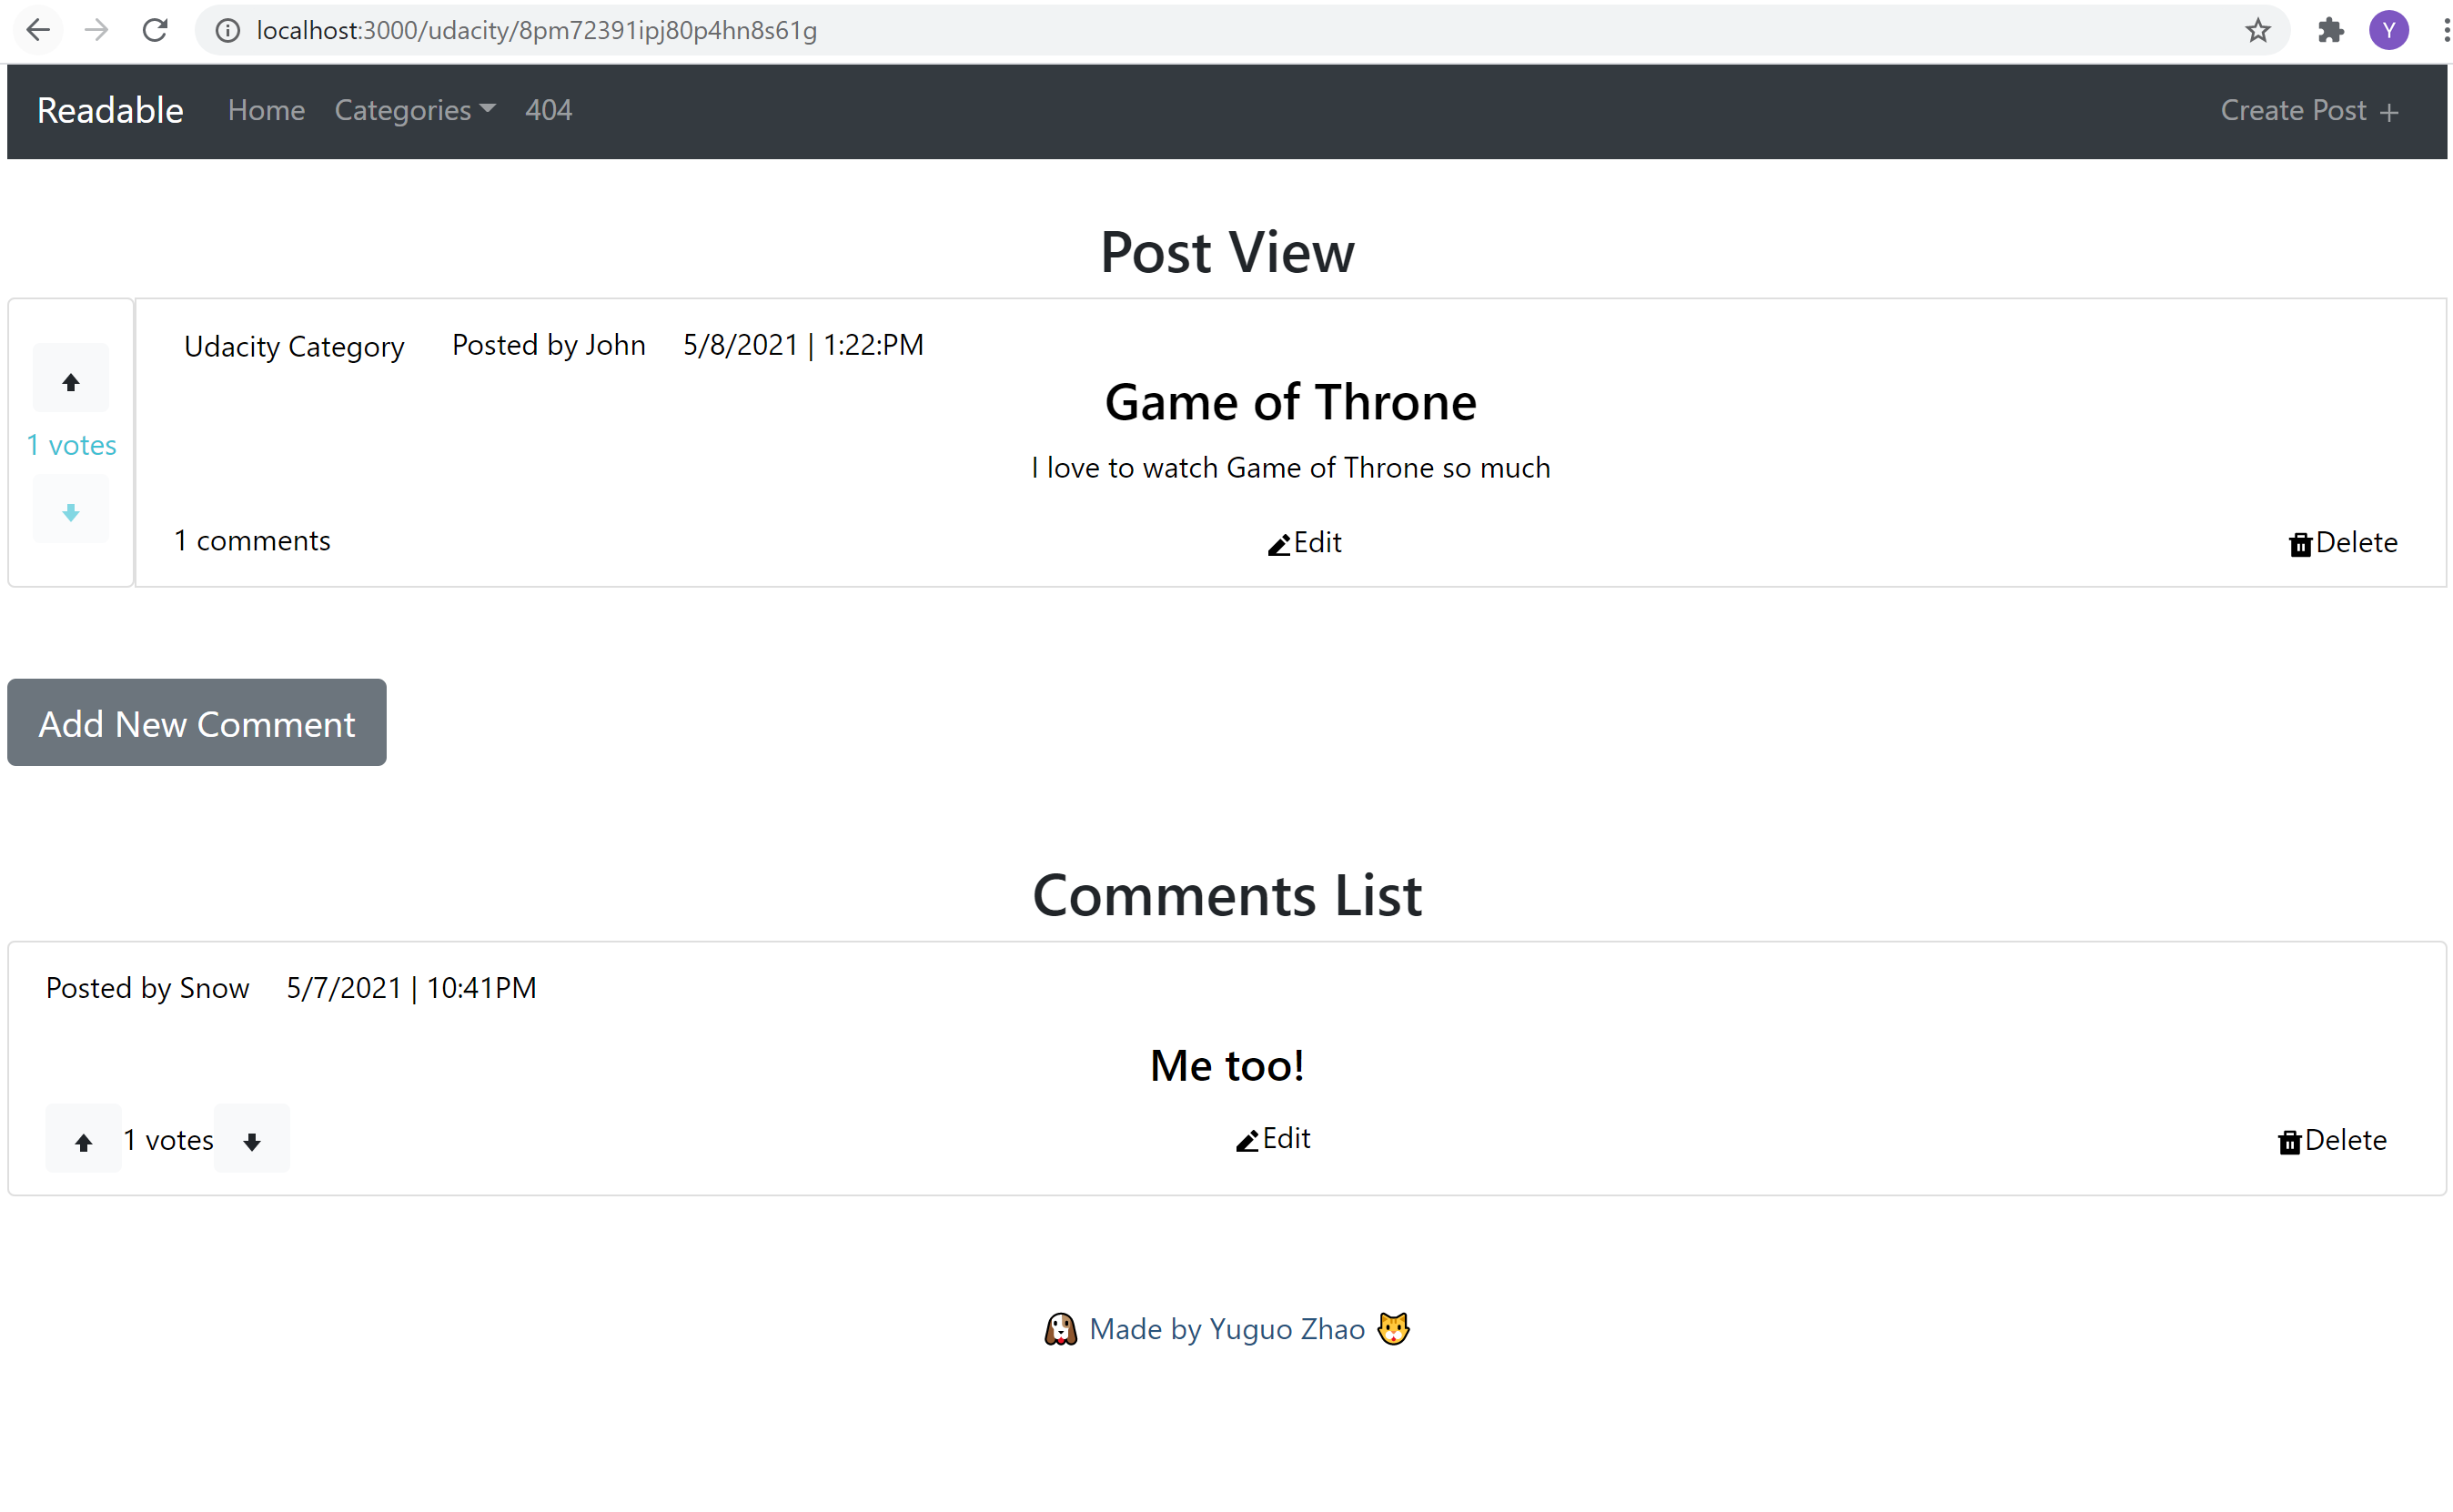 localhost:3000/udacity/8pm72391ipj80p4hn8s61g
Y
Readable Home Categories 404 Create Post +
Post View
Udacity Category Posted by John 5/8/2021 | 1:22:PM
Game of Throne
1 votes
I love to watch Game of Throne so much
1 comments Edit Delete
Add New Comment
Comments List
Posted by Snow 5/7/2021 | 10:41PM
Me too!
1 votes Edit Delete
Made by Yuguo Zhao